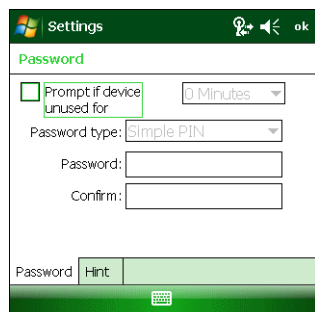 Settings
ok
Password
Prompt if device
unused for
0 Minutes
Password type:
Simple PIN
Password:
Confirm:
Password
Hint